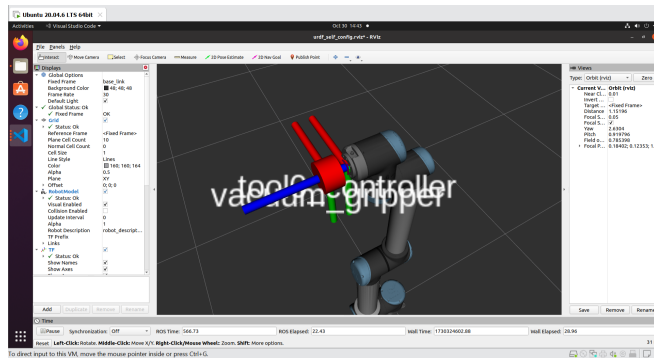 Ubuntu 20.04.6 LTS 64bit
Activities
Visual Studio Code
Oct 30 14:43
urdf_self_config.rviz* - RViz
File Panels Help
Interact
Move Camera
Select
Focus Camera
Measure
2D Pose Estimate
2D Nav Goal
Publish Point
Displays
Global Options
Fixed Frame base_link
Background Color 48; 48; 48
Frame Rate 30
Default Light
Global Status: Ok
Fixed Frame OK
Grid
Status: Ok
Reference Frame <Fixed Frame>
Plane Cell Count 10
Normal Cell Count 0
Cell Size 1
Line Style Lines
Color 160; 160; 164
Alpha 0.5
Plane XY
Offset 0; 0; 0
RobotModel
Status: Ok
Visual Enabled
Collision Enabled
Update Interval 0
Alpha 1
Robot Description robot_descript...
TF Prefix
Links
TF
Status: Ok
Show Names
Show Axes
Add Duplicate Remove Rename
vacuum_gripper
Views
Type: Orbit (rviz) Zero
Current V... Orbit (rviz)
Near Cl... 0.01
Invert ...
Target ... <Fixed Frame>
Distance 1.15196
Focal S... 0.05
Focal S...
Yaw 2.6304
Pitch 0.919796
Field o... 0.785398
Focal P... 0.18402; 0.12353; 1.
Save Remove Rename
Time
Pause Synchronization: Off ROS Time: 566.73 ROS Elapsed: 22.43 Wall Time: 1730324602.88 Wall Elapsed: 28.96
Reset Left-Click: Rotate. Middle-Click: Move X/Y. Right-Click/Mouse Wheel: Zoom. Shift: More options. 31
To direct input to this VM, move the mouse pointer inside or press Ctrl+G.